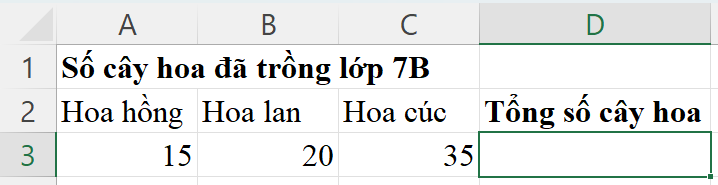 A B C D
1 Số cây hoa đã trồng lớp 7B
2 Hoa hồng Hoa lan Hoa cúc Tổng số cây hoa
3 15 20 35